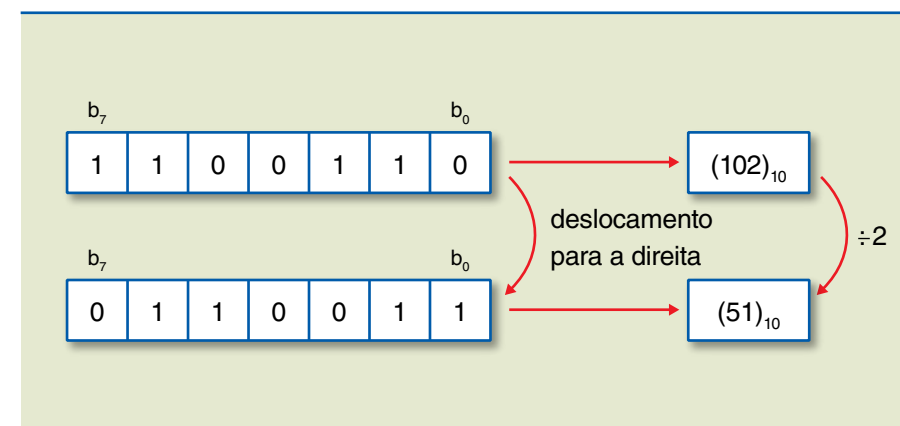 b₇ b₀
1 1 0 0 1 1 0 (102)₁₀
deslocamento
para a direita
÷2
b₇ b₀
0 1 1 0 0 1 1 (51)₁₀